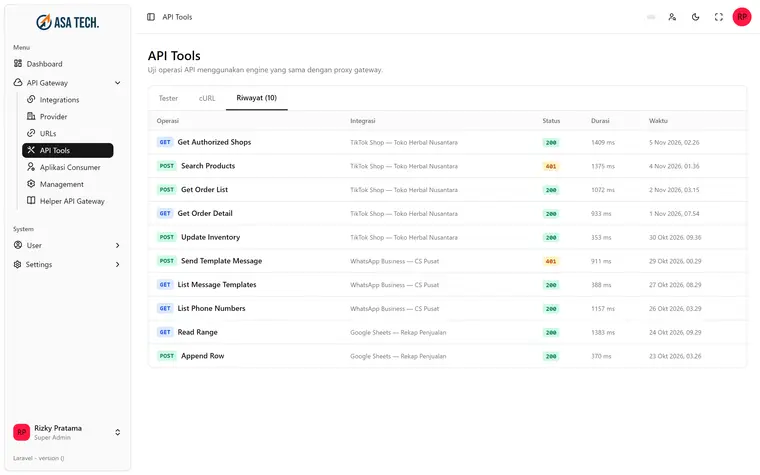 ASA TECH.
Menu
Dashboard
API Gateway
Integrations
Provider
URLs
API Tools
Aplikasi Consumer
Management
Helper API Gateway
System
User
Settings
RP Rizky Pratama
Super Admin
Laravel - version ()
API Tools
RP
API Tools
Uji operasi API menggunakan engine yang sama dengan proxy gateway.
Tester cURL Riwayat (10)
Operasi Integrasi Status Durasi Waktu
GET Get Authorized Shops TikTok Shop — Toko Herbal Nusantara 200 1409 ms 5 Nov 2026, 02.26
POST Search Products TikTok Shop — Toko Herbal Nusantara 401 1375 ms 4 Nov 2026, 01.36
POST Get Order List TikTok Shop — Toko Herbal Nusantara 200 1072 ms 2 Nov 2026, 03.15
GET Get Order Detail TikTok Shop — Toko Herbal Nusantara 200 933 ms 1 Nov 2026, 07.54
POST Update Inventory TikTok Shop — Toko Herbal Nusantara 200 353 ms 30 Okt 2026, 09.36
POST Send Template Message WhatsApp Business — CS Pusat 401 911 ms 29 Okt 2026, 00.29
GET List Message Templates WhatsApp Business — CS Pusat 200 388 ms 27 Okt 2026, 08.29
GET List Phone Numbers WhatsApp Business — CS Pusat 200 1157 ms 26 Okt 2026, 03.29
GET Read Range Google Sheets — Rekap Penjualan 200 1383 ms 24 Okt 2026, 09.29
POST Append Row Google Sheets — Rekap Penjualan 200 370 ms 23 Okt 2026, 03.26